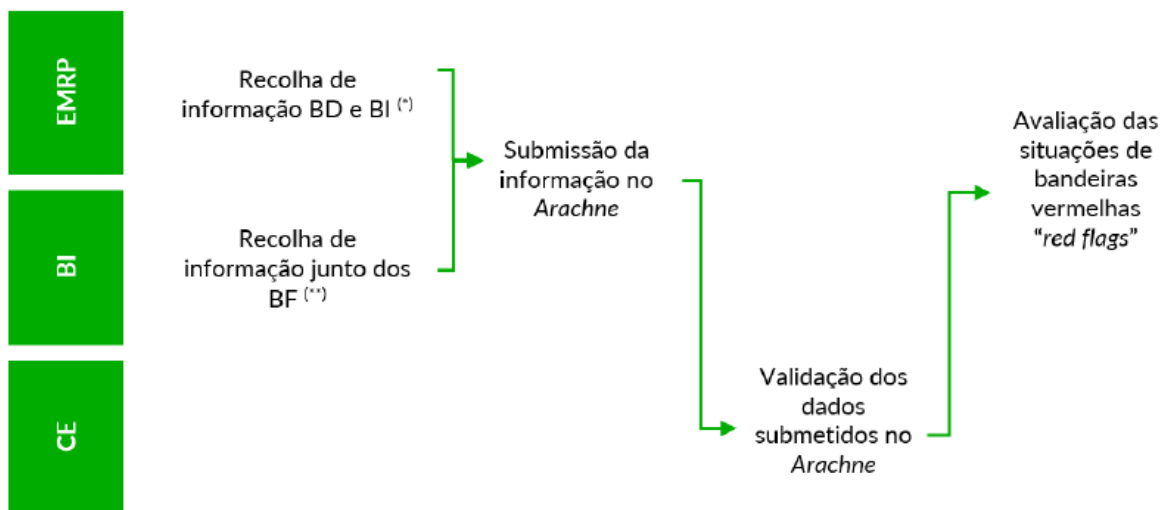 EMRP
Recolha de
informação BD e BI (*)
BI
Recolha de
informação junto dos
BF (**)
CE
Submissão da
informação no
Arachne
Validação dos
dados
submetidos no
Arachne
Avaliação das
situações de
bandeiras
vermelhas
“red flags”